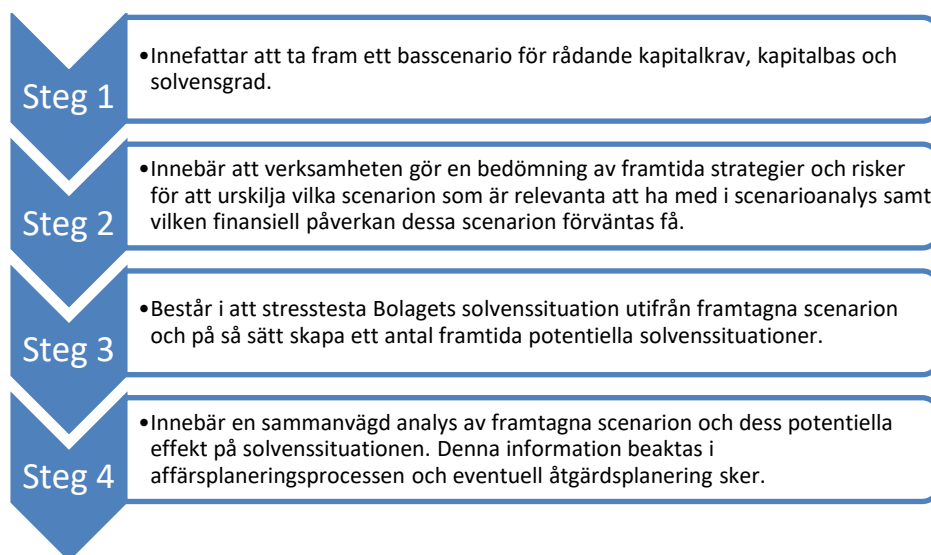 Steg 1
•Innefattar att ta fram ett basscenario för rådande kapitalkrav, kapitalbas och
solvensgrad.
Steg 2
•Innebär att verksamheten gör en bedömning av framtida strategier och risker
för att urskilja vilka scenarion som är relevanta att ha med i scenarioanalys samt
vilken finansiell påverkan dessa scenarion förväntas få.
Steg 3
•Består i att stresstesta Bolagets solvenssituation utifrån framtagna scenarion
och på så sätt skapa ett antal framtida potentiella solvenssituationer.
Steg 4
•Innebär en sammanvägd analys av framtagna scenarion och dess potentiella
effekt på solvenssituationen. Denna information beaktas i
affärsplaneringsprocessen och eventuell åtgärdsplanering sker.